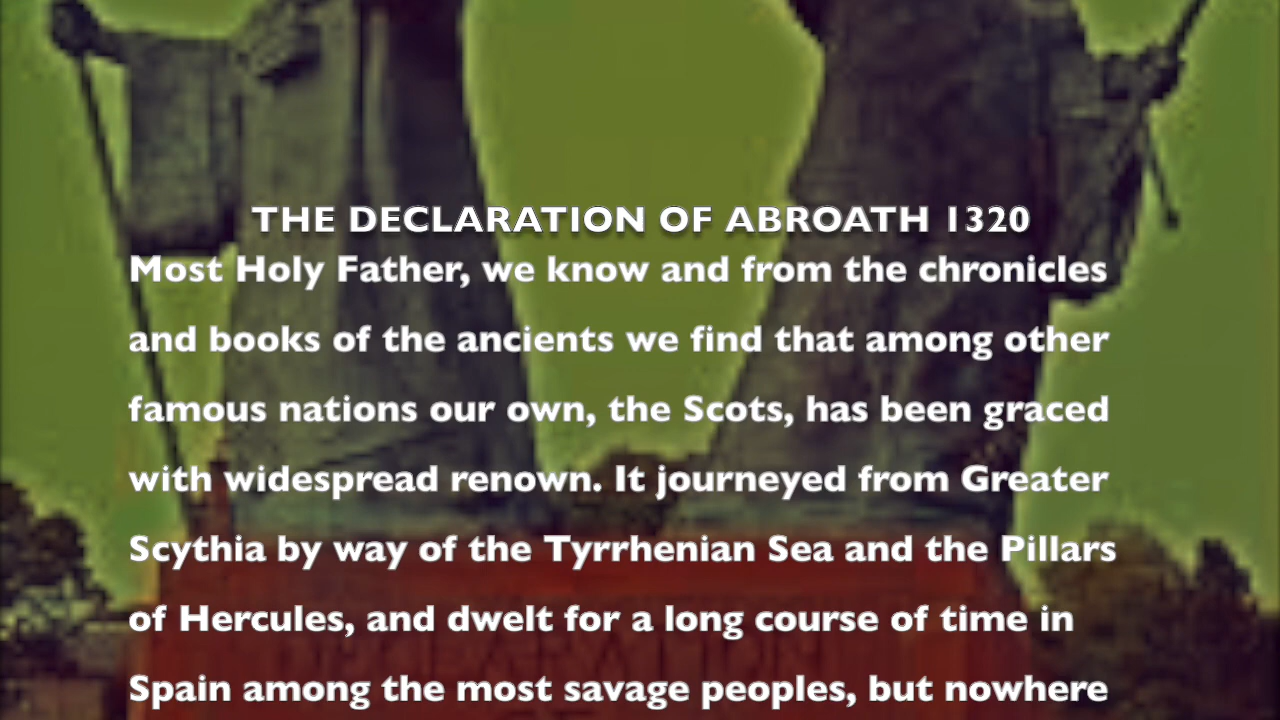 THE DECLARATION OF ABROATH 1320
Most Holy Father, we know and from the chronicles
and books of the ancients we find that among other
famous nations our own, the Scots, has been graced
with widespread renown. It journeyed from Greater
Scythia by way of the Tyrrhenian Sea and the Pillars
of Hercules, and dwelt for a long course of time in
Spain among the most savage peoples, but nowhere